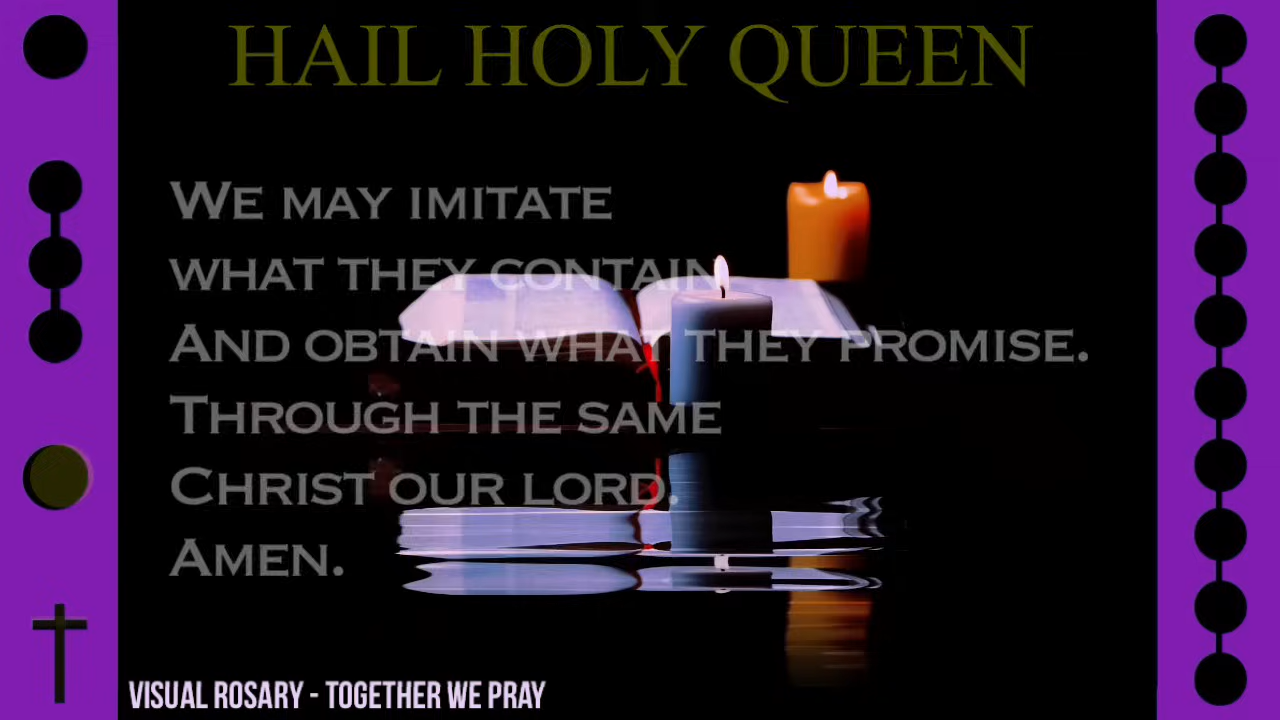 HAIL HOLY QUEEN
WE MAY IMITATE
WHAT THEY CONTAIN
AND OBTAIN WHAT THEY PROMISE.
THROUGH THE SAME
CHRIST OUR LORD.
AMEN.
VISUAL ROSARY - TOGETHER WE PRAY